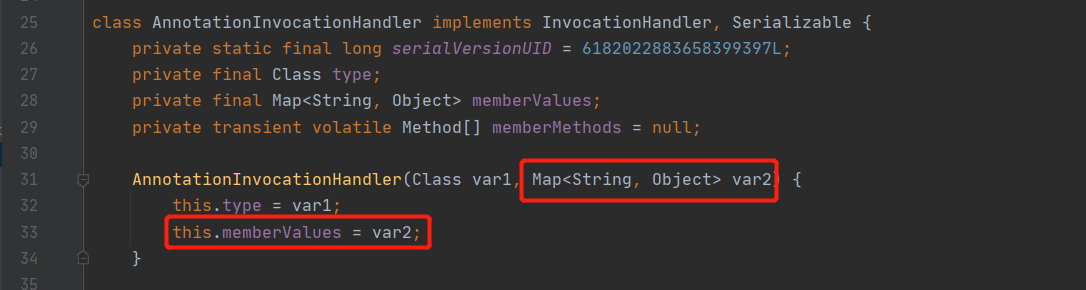 25 class AnnotationInvocationHandler implements InvocationHandler, Serializable {
26 private static final long serialVersionUID = 6182022883658399397L;
27 private final Class type;
28 private final Map<String, Object> memberValues;
29 private transient volatile Method[] memberMethods = null;
30
31 AnnotationInvocationHandler(Class var1, Map<String, Object> var2) {
32 this.type = var1;
33 this.memberValues = var2;
34 }
35